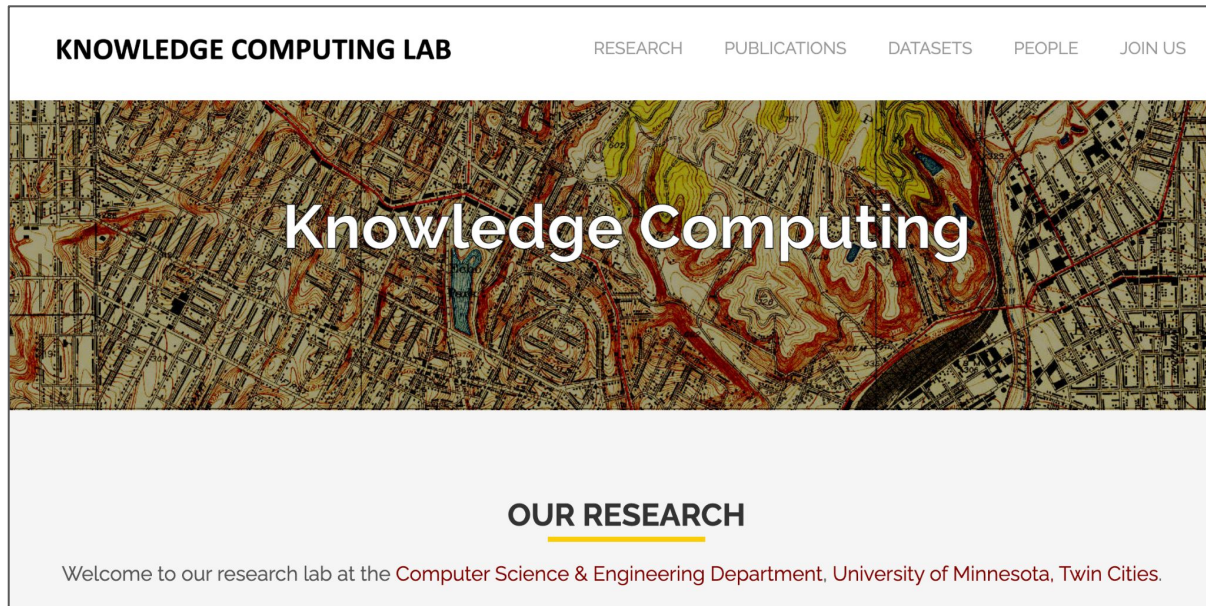 KNOWLEDGE COMPUTING LAB
RESEARCH PUBLICATIONS DATASETS PEOPLE JOIN US
Knowledge Computing
OUR RESEARCH
Welcome to our research lab at the Computer Science & Engineering Department, University of Minnesota, Twin Cities.